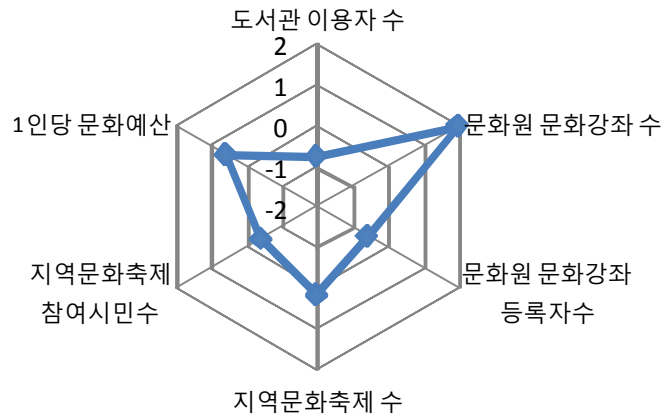 도서관 이용자 수
2
1
0
-1
-2
1인당 문화예산
문화원 문화강좌 수
지역문화축제
참여시민수
문화원 문화강좌
등록자수
지역문화축제 수